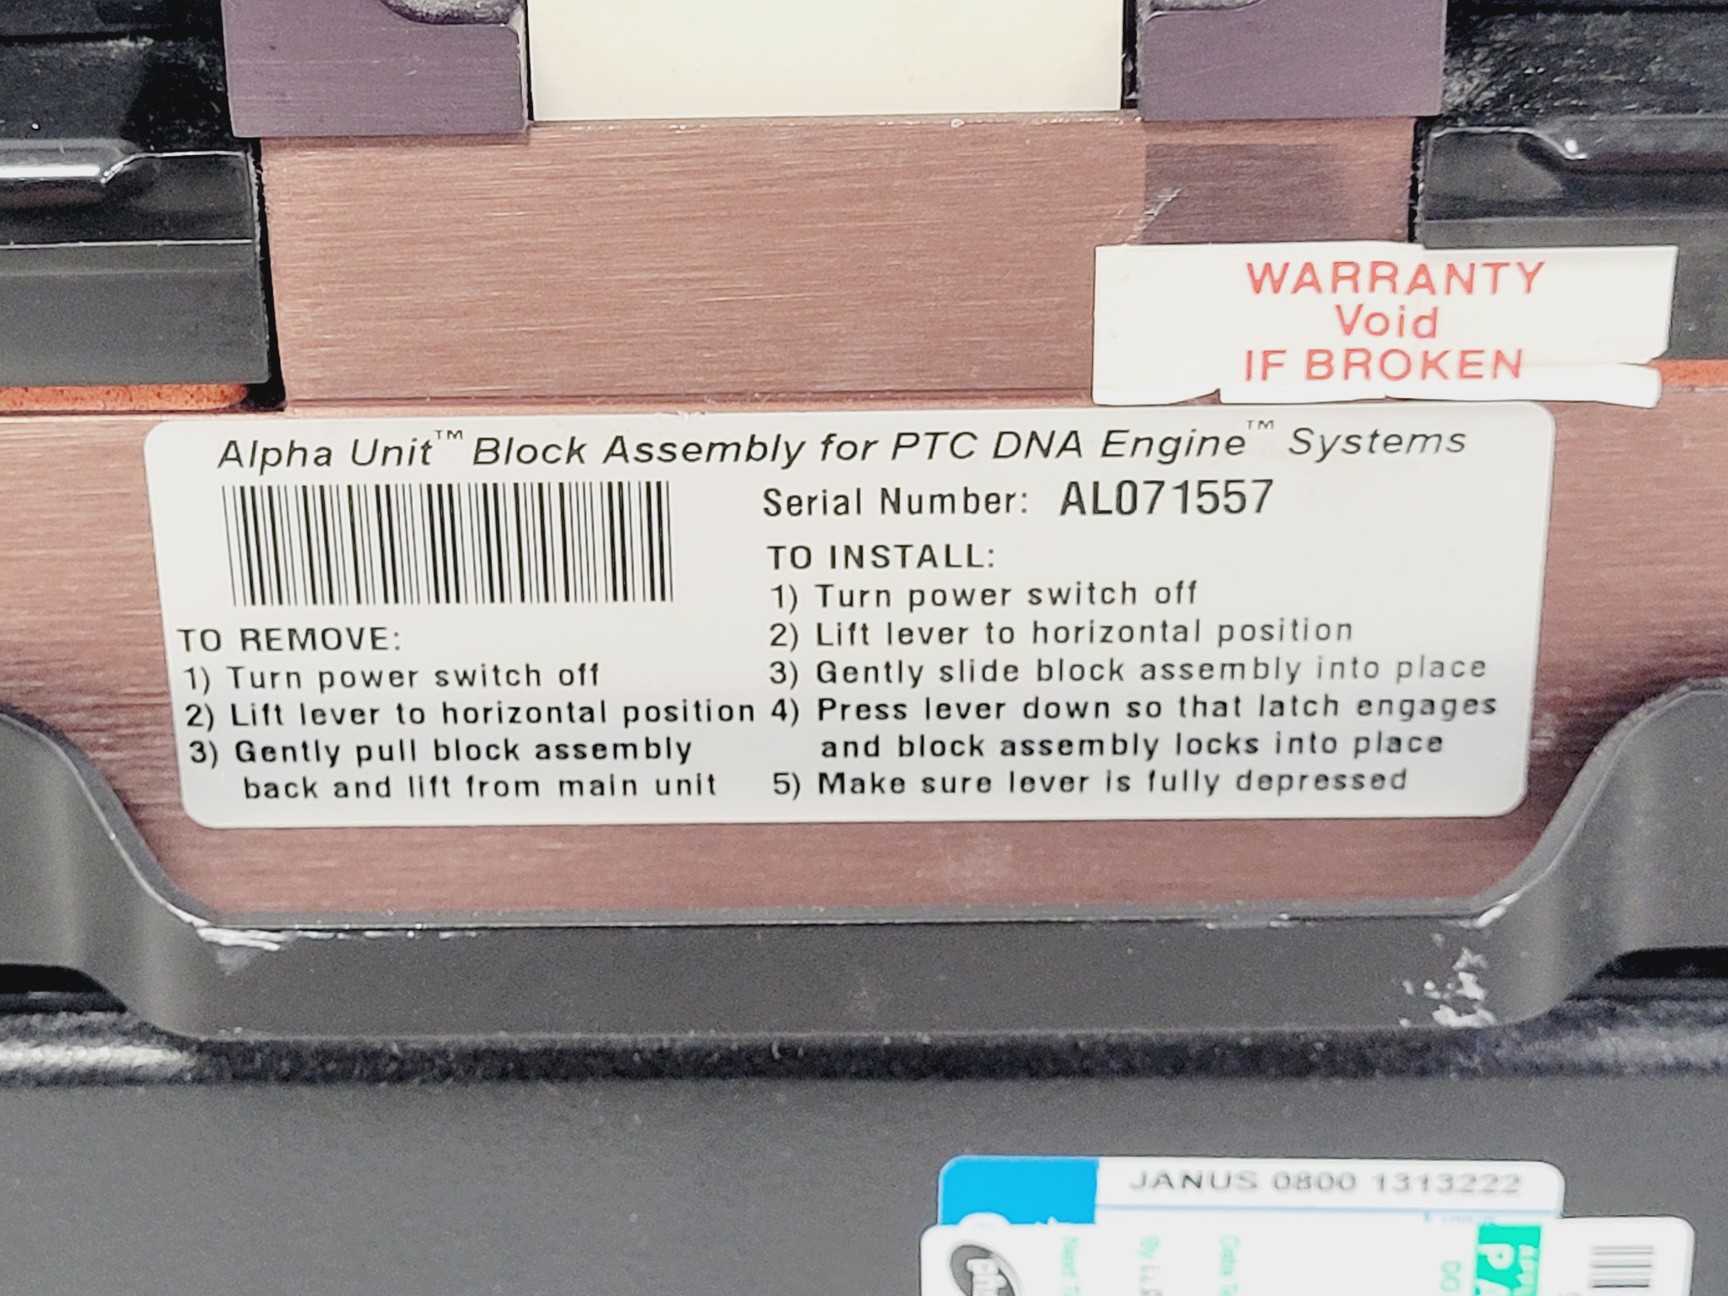 WARRANTY
Void
IF BROKEN
Alpha Unit™ Block Assembly for PTC DNA Engine™ Systems
Serial Number: AL071557
TO REMOVE:
1) Turn power switch off
2) Lift lever to horizontal position
3) Gently pull block assembly
back and lift from main unit
TO INSTALL:
1) Turn power switch off
2) Lift lever to horizontal position
3) Gently slide block assembly into place
4) Press lever down so that latch engages
and block assembly locks into place
5) Make sure lever is fully depressed
JANUS 0800 1313222